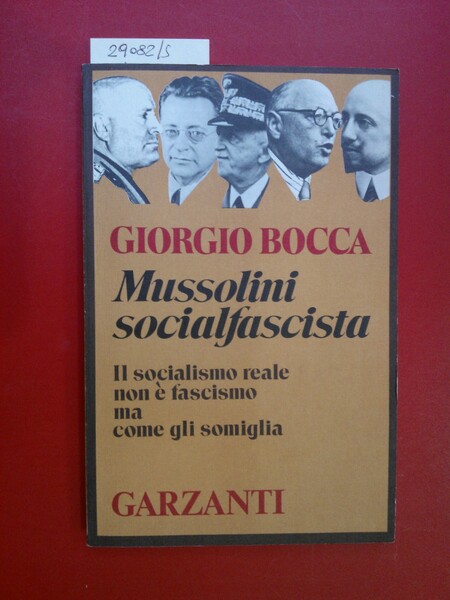 29082/S
GIORGIO BOCCA
Mussolini
socialfascista
Il socialismo reale
non è fascismo
ma
come gli somiglia
GARZANTI